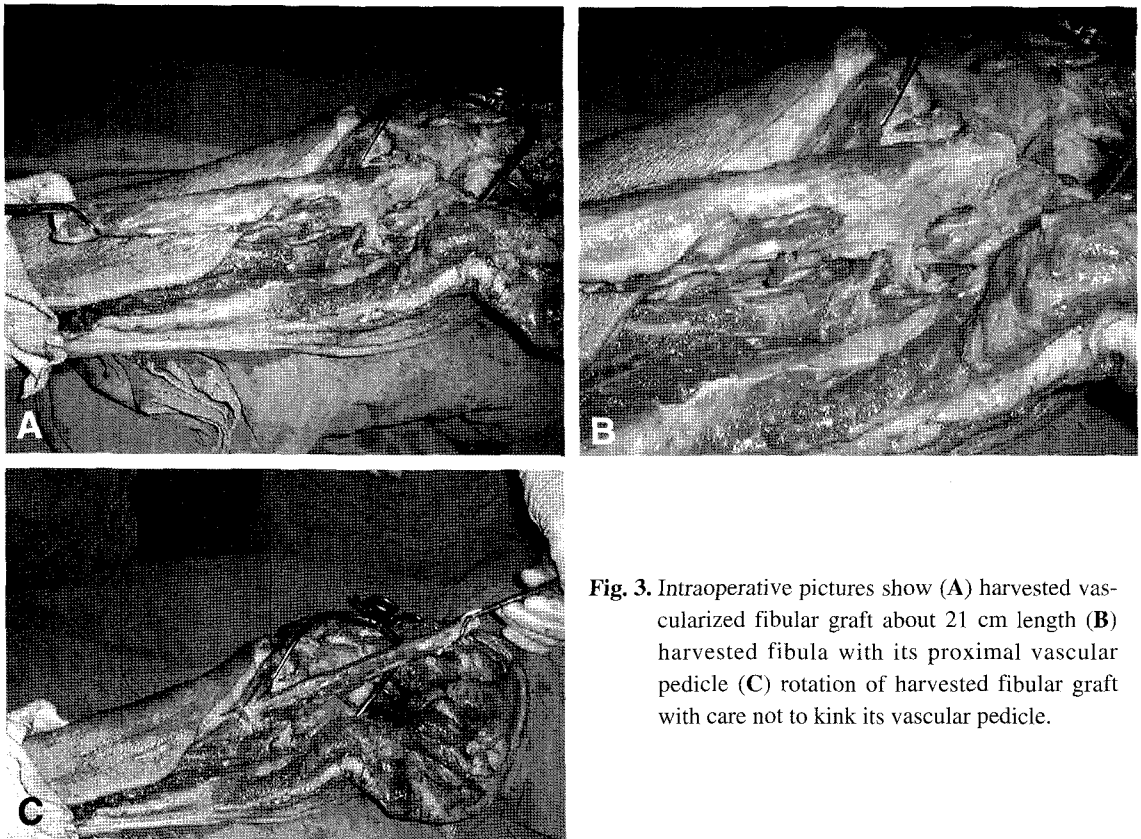 A
B
C
Fig. 3. Intraoperative pictures show (A) harvested vas-
cularized fibular graft about 21 cm length (B)
harvested fibula with its proximal vascular
pedicle (C) rotation of harvested fibular graft
with care not to kink its vascular pedicle.